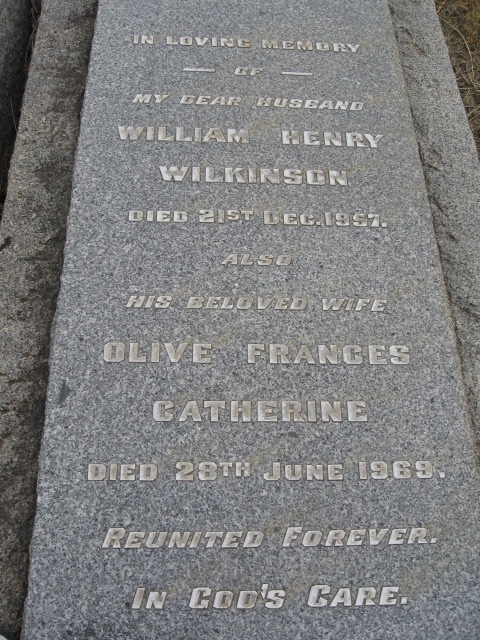 IN LOVING MEMORY
— OF —
MY DEAR HUSBAND
WILLIAM HENRY
WILKINSON
DIED 21ST DEC. 1957.
ALSO
HIS BELOVED WIFE
OLIVE FRANCES
CATHERINE
DIED 28TH JUNE 1969.
REUNITED FOREVER.
IN GOD'S CARE.